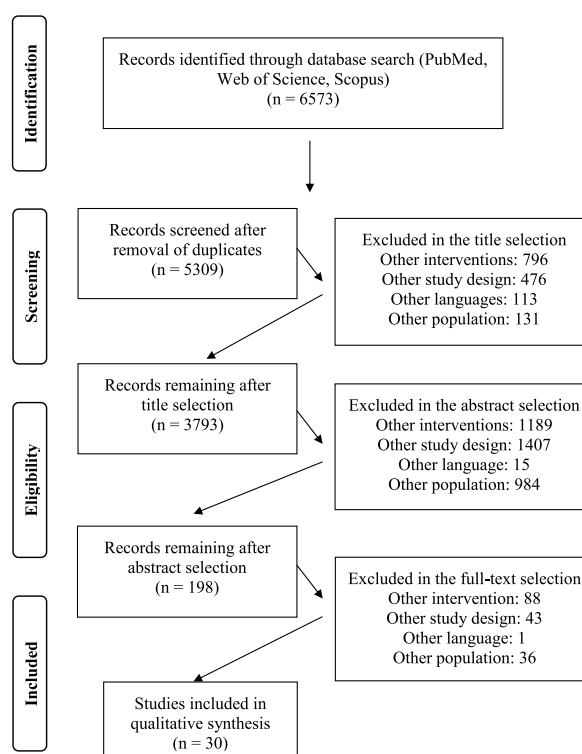 Identification
Records identified through database search (PubMed,
Web of Science, Scopus)
(n = 6573)
Screening
Records screened after
removal of duplicates
(n = 5309)
Excluded in the title selection
Other interventions: 796
Other study design: 476
Other languages: 113
Other population: 131
Records remaining after
title selection
(n = 3793)
Eligibility
Excluded in the abstract selection
Other interventions: 1189
Other study design: 1407
Other language: 15
Other population: 984
Records remaining after
abstract selection
(n = 198)
Excluded in the full-text selection
Other intervention: 88
Other study design: 43
Other language: 1
Other population: 36
Included
Studies included in
qualitative synthesis
(n = 30)